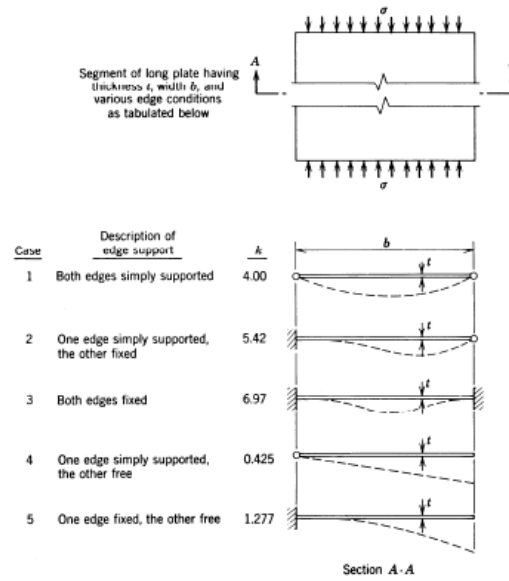 σ
A
Segment of long plate having
thickness t, width b, and
various edge conditions
as tabulated below
σ
Description of
Case edge support k b
1 Both edges simply supported 4.00 t
2 One edge simply supported, 5.42 t
the other fixed
3 Both edges fixed 6.97 t
4 One edge simply supported, 0.425 t
the other free
5 One edge fixed, the other free 1.277 t
Section A-A